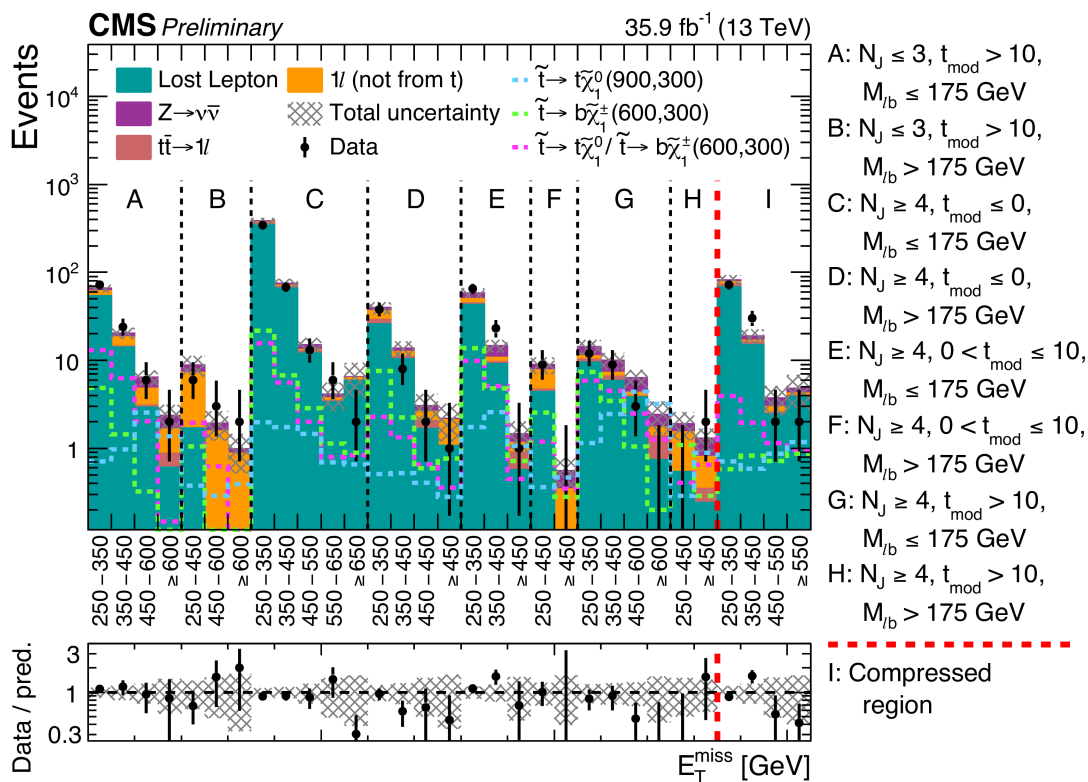 CMS Preliminary 35.9 fb⁻¹ (13 TeV)
Events
10⁴
10³
10²
10
1
Lost Lepton
Z→νν̄
tt̄→1l
1l (not from t)
Total uncertainty
Data
t̃→tχ̃₁⁰(900,300)
t̃→bχ̃₁±(600,300)
t̃→tχ̃₁⁰/t̃→bχ̃₁±(600,300)
A B C D E F G H I
250−350
350−450
450−600
≥600
250−450
450−600
≥600
250−350
350−450
450−550
550−650
≥650
250−350
350−450
450−550
≥450
250−350
350−550
≥450
250−450
≥450
250−350
350−450
450−600
≥600
250−450
≥450
250−350
350−450
450−550
≥550
Data / pred.
3
1
0.3
E_T^miss [GeV]
A: N_J ≤ 3, t_mod > 10,
M_lb ≤ 175 GeV
B: N_J ≤ 3, t_mod > 10,
M_lb > 175 GeV
C: N_J ≥ 4, t_mod ≤ 0,
M_lb ≤ 175 GeV
D: N_J ≥ 4, t_mod ≤ 0,
M_lb > 175 GeV
E: N_J ≥ 4, 0 < t_mod ≤ 10,
M_lb ≤ 175 GeV
F: N_J ≥ 4, 0 < t_mod ≤ 10,
M_lb > 175 GeV
G: N_J ≥ 4, t_mod > 10,
M_lb ≤ 175 GeV
H: N_J ≥ 4, t_mod > 10,
M_lb > 175 GeV
I: Compressed
region